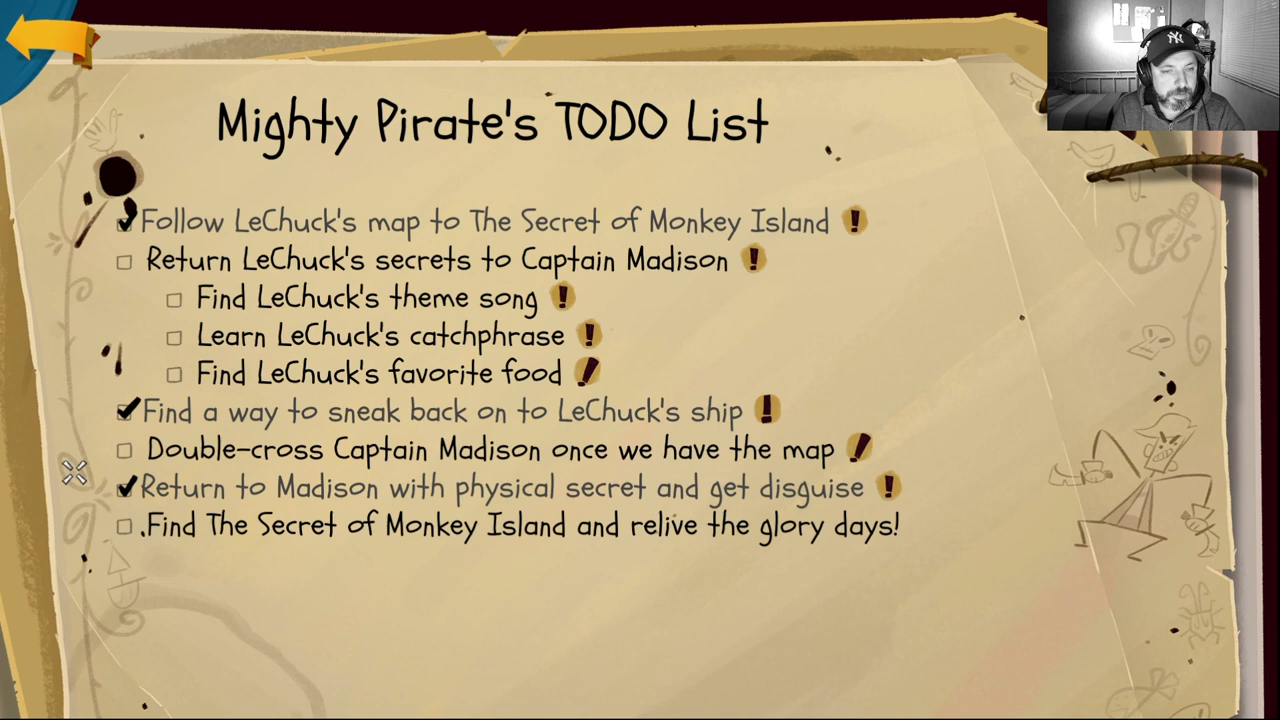 Mighty Pirate's TODO List
Follow LeChuck's map to The Secret of Monkey Island !
Return LeChuck's secrets to Captain Madison !
Find LeChuck's theme song !
Learn LeChuck's catchphrase !
Find LeChuck's favorite food !
Find a way to sneak back on to LeChuck's ship !
Double-cross Captain Madison once we have the map !
Return to Madison with physical secret and get disguise !
.Find The Secret of Monkey Island and relive the glory days!